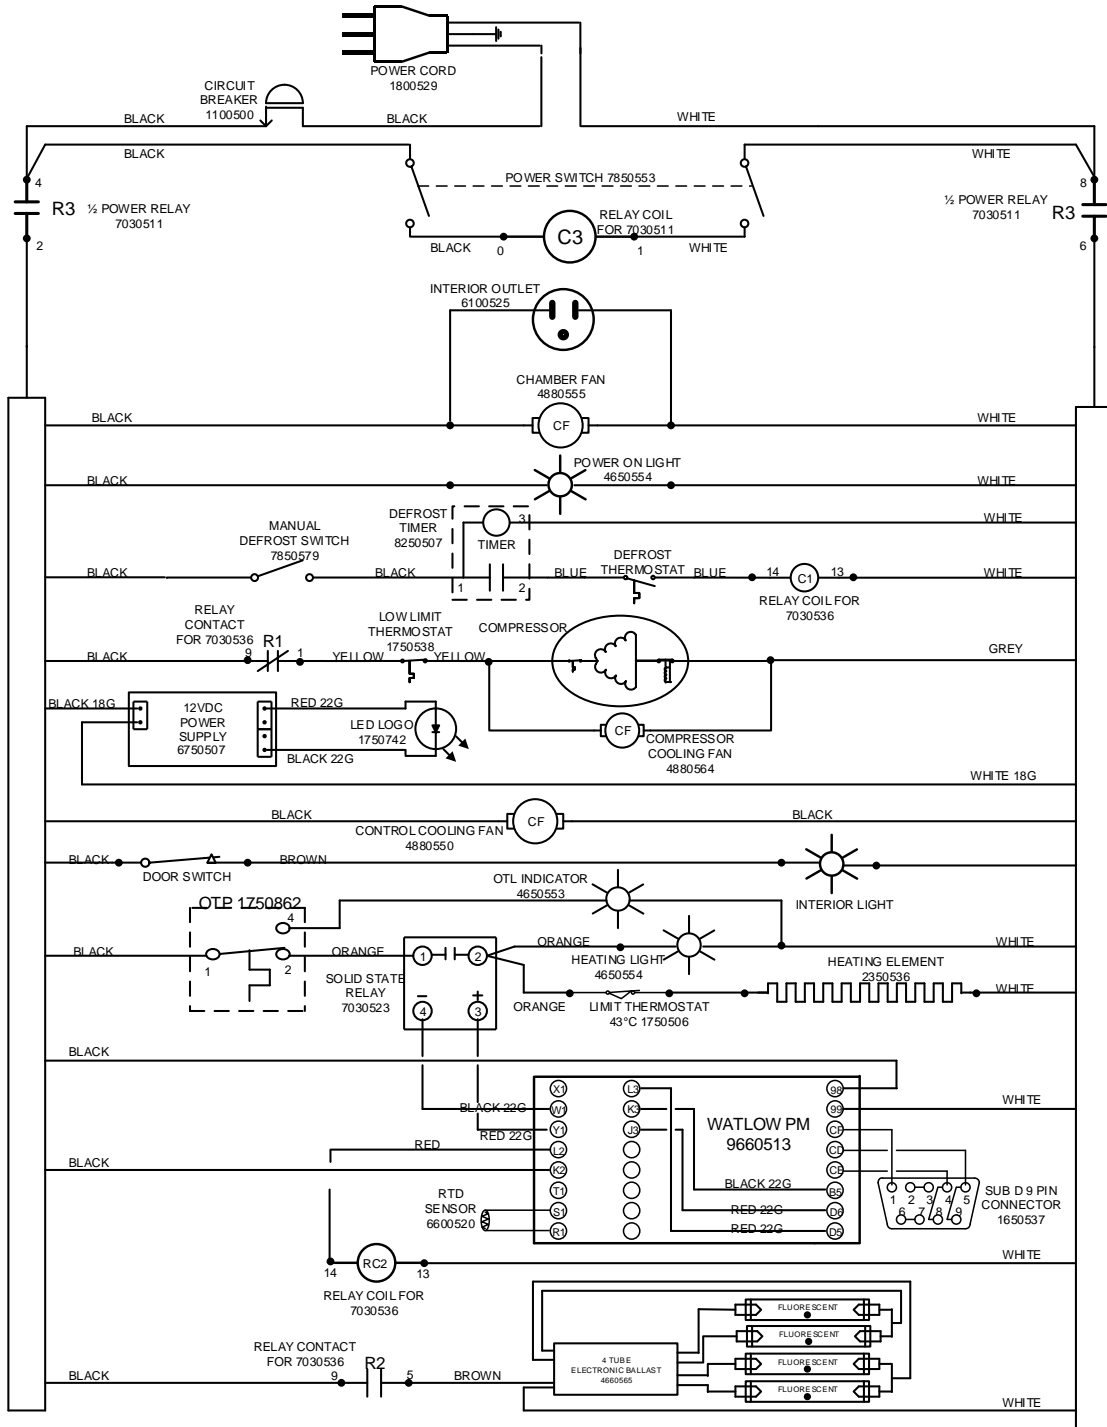 POWER CORD
1800529
CIRCUIT
BREAKER
1100500
BLACK
BLACK
WHITE
BLACK
WHITE
4
R3
½ POWER RELAY
7030511
2
POWER SWITCH 7850553
8
½ POWER RELAY
7030511
R3
6
RELAY COIL
FOR 7030511
C3
BLACK
0
1
WHITE
INTERIOR OUTLET
6100525
CHAMBER FAN
4880555
BLACK
CF
WHITE
POWER ON LIGHT
4650554
BLACK
WHITE
DEFROST
TIMER
8250507
3
TIMER
WHITE
MANUAL
DEFROST SWITCH
7850579
DEFROST
THERMOSTAT
BLACK
BLACK
1
2
BLUE
BLUE
14
C1
13
WHITE
RELAY COIL FOR
7030536
RELAY
CONTACT
FOR 7030536
R1
9
1
LOW LIMIT
THERMOSTAT
1750538
COMPRESSOR
BLACK
YELLOW
YELLOW
GREY
BLACK 18G
12VDC
POWER
SUPPLY
6750507
RED 22G
BLACK 22G
LED LOGO
1750742
CF
COMPRESSOR
COOLING FAN
4880564
WHITE 18G
BLACK
CONTROL COOLING FAN
4880550
CF
BLACK
BLACK
DOOR SWITCH
BROWN
INTERIOR LIGHT
OTL INDICATOR
4650553
OTP 1750862
4
BLACK
1
2
ORANGE
1
2
ORANGE
WHITE
HEATING LIGHT
4650554
SOLID STATE
RELAY
7030523
–
+
4
3
ORANGE
LIMIT THERMOSTAT
43°C 1750506
HEATING ELEMENT
2350536
WHITE
BLACK
X1
L3
98
BLACK 22G
W1
K3
99
WHITE
RED 22G
Y1
J3
CF
WATLOW PM
9660513
RED
L2
CD
BLACK
K2
CE
T1
BLACK 22G
B5
S1
RED 22G
D6
R1
RED 22G
D5
RTD
SENSOR
6600520
1
2
3
4
5
6
7
8
9
SUB D 9 PIN
CONNECTOR
1650537
14
RC2
13
WHITE
RELAY COIL FOR
7030536
RELAY CONTACT
FOR 7030536
R2
BLACK
9
5
BROWN
4 TUBE
ELECTRONIC BALLAST
4660565
FLUORESCENT
FLUORESCENT
FLUORESCENT
FLUORESCENT
WHITE